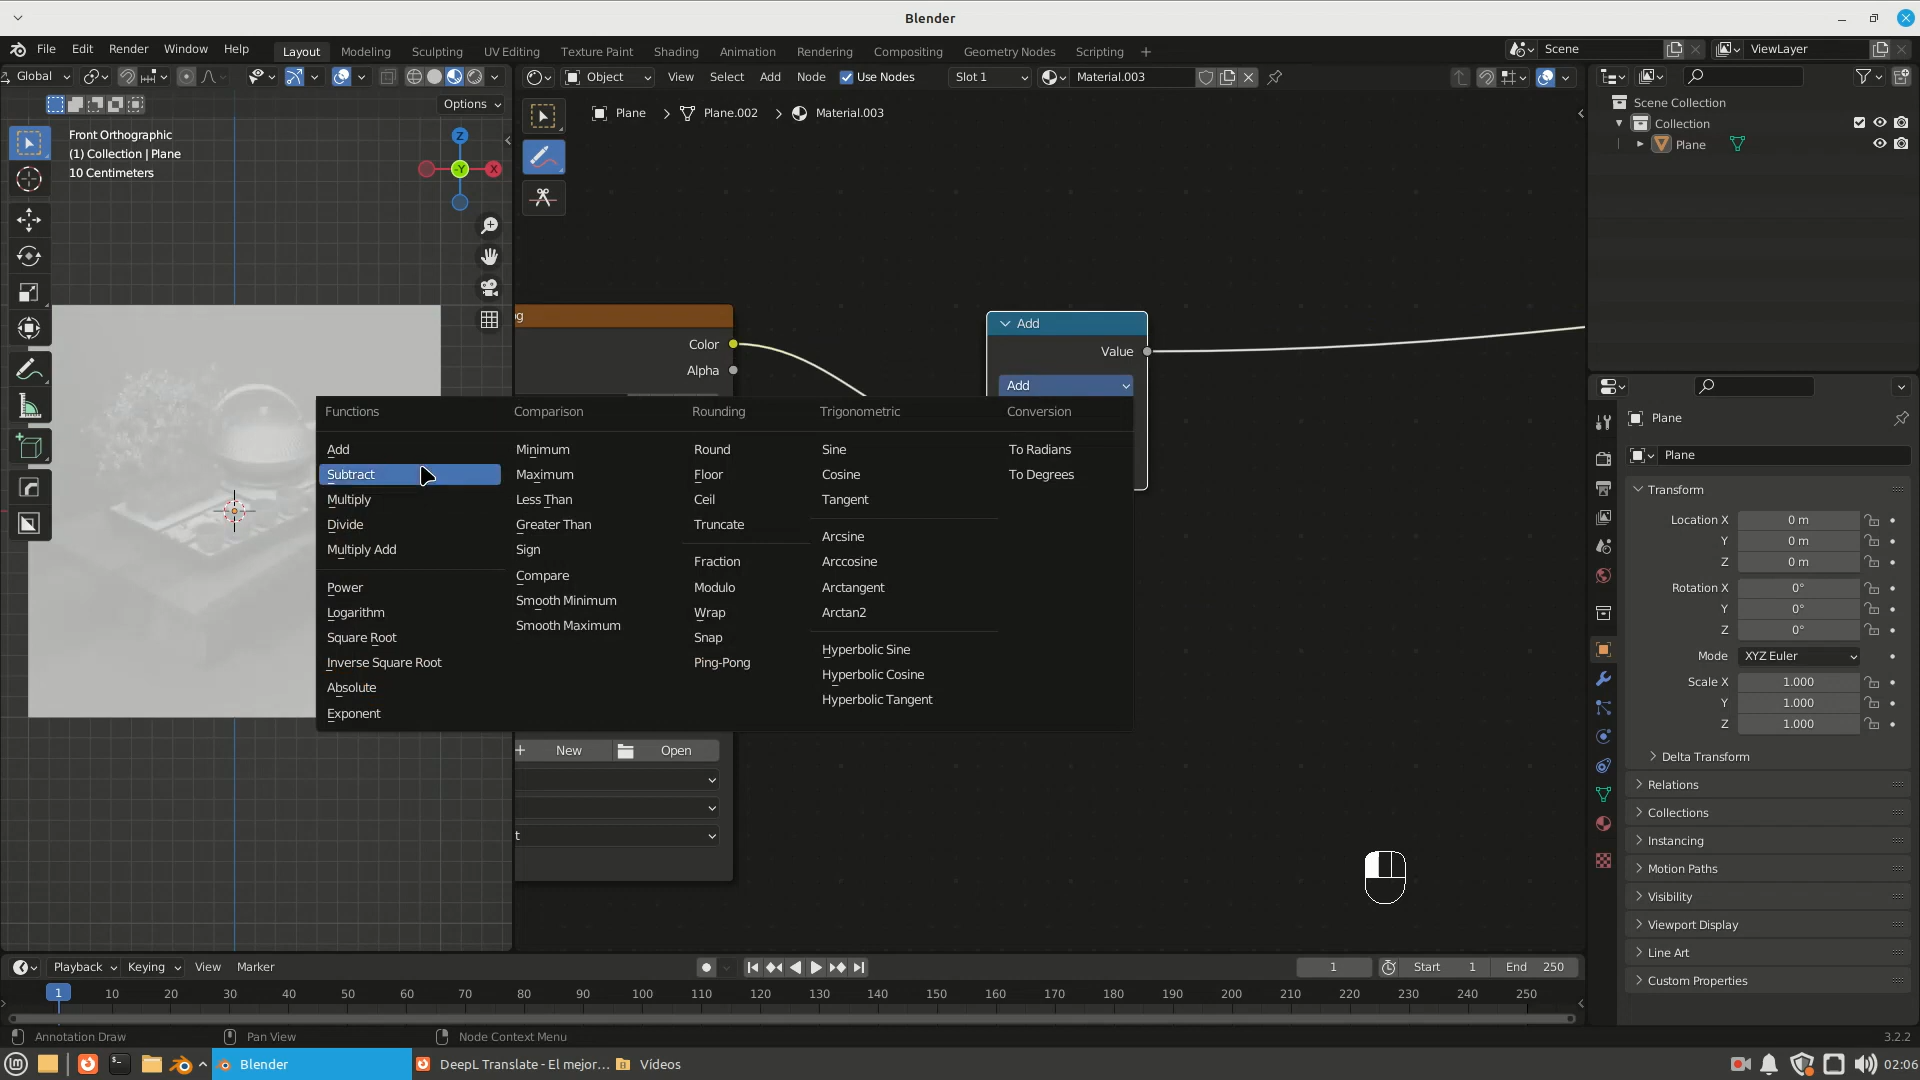 Blender
File Edit Render Window Help Layout Modeling Sculpting UV Editing Texture Paint Shading Animation Rendering Compositing Geometry Nodes Scripting + Scene ViewLayer
Global Object View Select Add Node Use Nodes Slot 1 Material.003
Options
Plane > Plane.002 > Material.003
Front Orthographic
(1) Collection | Plane
10 Centimeters
Z
-Y
X
Color
Alpha
Add
Value
Add
Functions
Add
Subtract
Multiply
Divide
Multiply Add
Power
Logarithm
Square Root
Inverse Square Root
Absolute
Exponent
Comparison
Minimum
Maximum
Less Than
Greater Than
Sign
Compare
Smooth Minimum
Smooth Maximum
Rounding
Round
Floor
Ceil
Truncate
Fraction
Modulo
Wrap
Snap
Ping-Pong
Trigonometric
Sine
Cosine
Tangent
Arcsine
Arccosine
Arctangent
Arctan2
Hyperbolic Sine
Hyperbolic Cosine
Hyperbolic Tangent
Conversion
To Radians
To Degrees
+ New Open
Scene Collection
Collection
Plane
Plane
Plane
Transform
Location X 0 m
Y 0 m
Z 0 m
Rotation X 0°
Y 0°
Z 0°
Mode XYZ Euler
Scale X 1.000
Y 1.000
Z 1.000
Delta Transform
Relations
Collections
Instancing
Motion Paths
Visibility
Viewport Display
Line Art
Custom Properties
Playback Keying View Marker 1 Start 1 End 250
1 10 20 30 40 50 60 70 80 90 100 110 120 130 140 150 160 170 180 190 200 210 220 230 240 250
Annotation Draw Pan View Node Context Menu 3.2.2
Blender DeepL Translate - El mejor... Vídeos 02:06